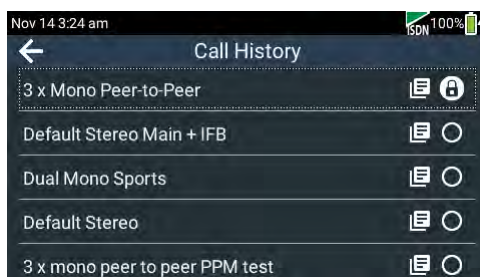 Nov 14 3:24 am ISDN 100%
Call History
3 x Mono Peer-to-Peer
Default Stereo Main + IFB
Dual Mono Sports
Default Stereo
3 x mono peer to peer PPM test